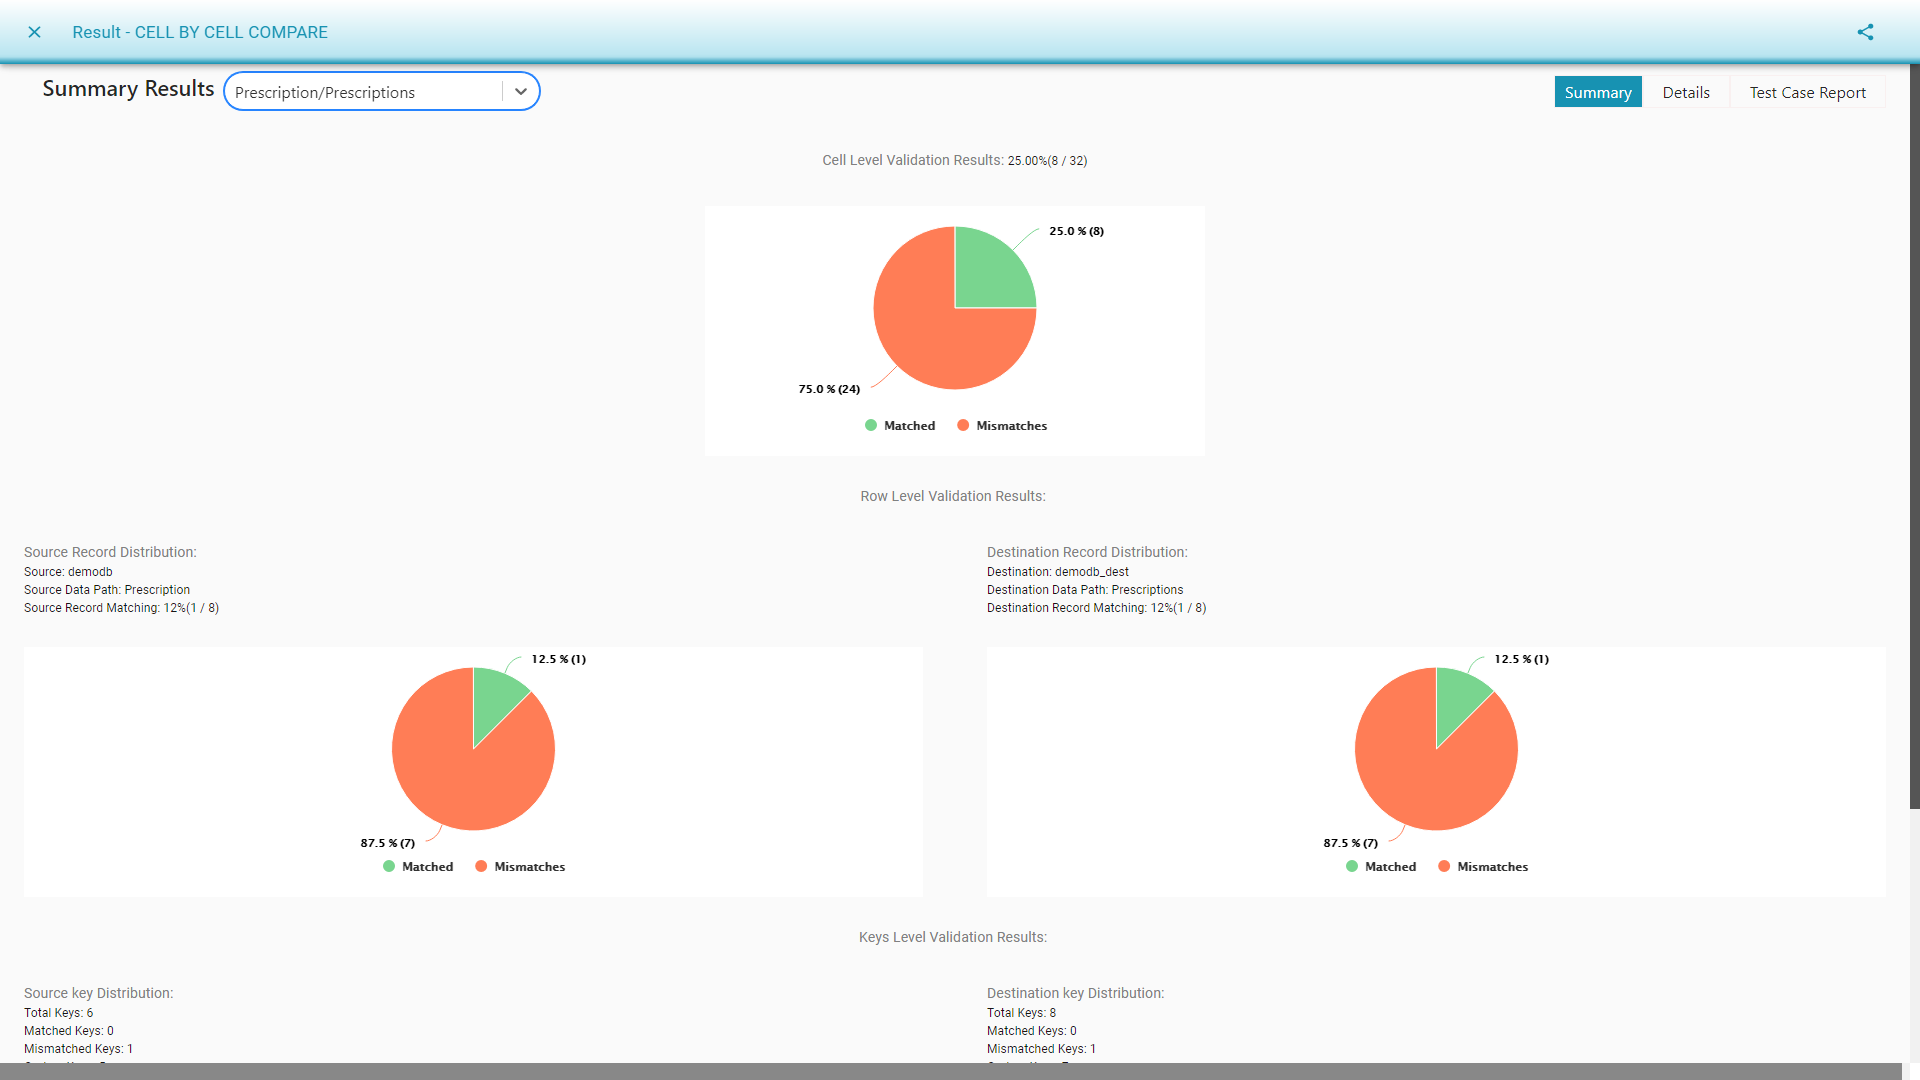 Result - CELL BY CELL COMPARE
Summary Results
Prescription/Prescriptions
Summary
Details
Test Case Report
Cell Level Validation Results: 25.00%(8 / 32)
25.0 % (8)
75.0 % (24)
Matched
Mismatches
Row Level Validation Results:
Source Record Distribution:
Source: demodb
Source Data Path: Prescription
Source Record Matching: 12%(1 / 8)
Destination Record Distribution:
Destination: demodb_dest
Destination Data Path: Prescriptions
Destination Record Matching: 12%(1 / 8)
12.5 % (1)
87.5 % (7)
Matched
Mismatches
12.5 % (1)
87.5 % (7)
Matched
Mismatches
Keys Level Validation Results:
Source key Distribution:
Total Keys: 6
Matched Keys: 0
Mismatched Keys: 1
Destination key Distribution:
Total Keys: 8
Matched Keys: 0
Mismatched Keys: 1